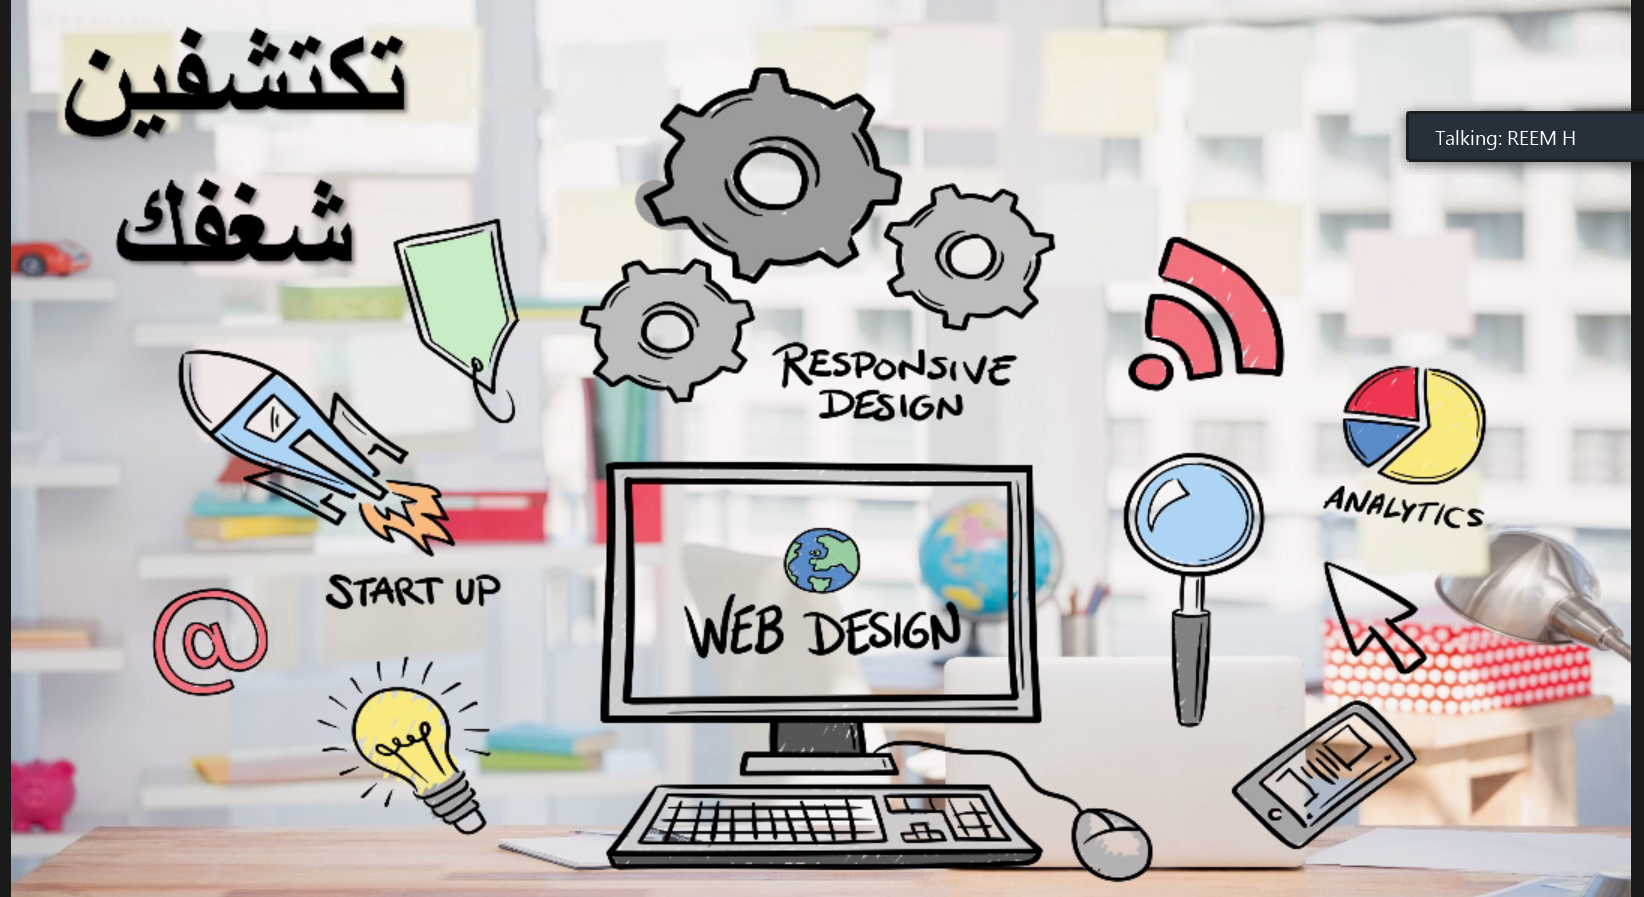 تكتشفين
شغفك
Talking: REEM H
RESPONSIVE
DESIGN
ANALYTICS
START UP
@
WEB DESIGN